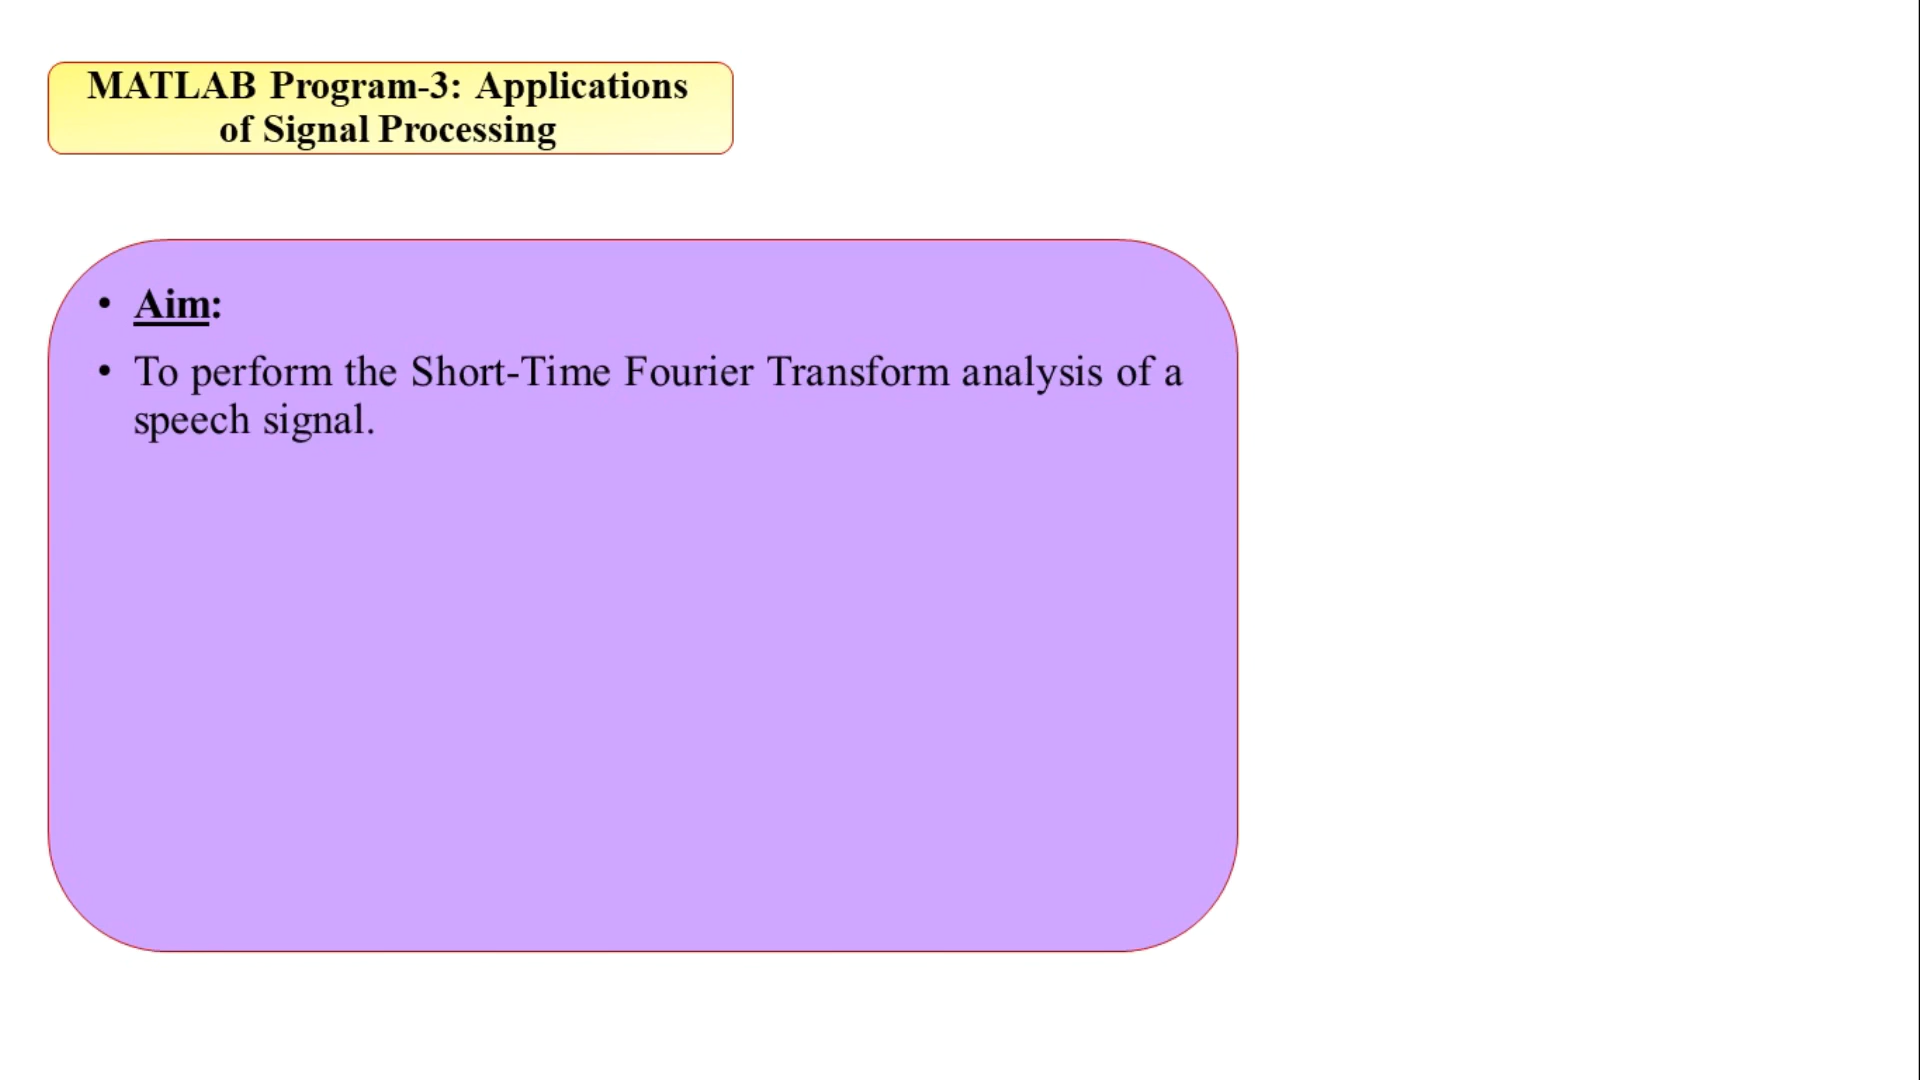 MATLAB Program-3: Applications
of Signal Processing
• Aim:
• To perform the Short-Time Fourier Transform analysis of a
speech signal.